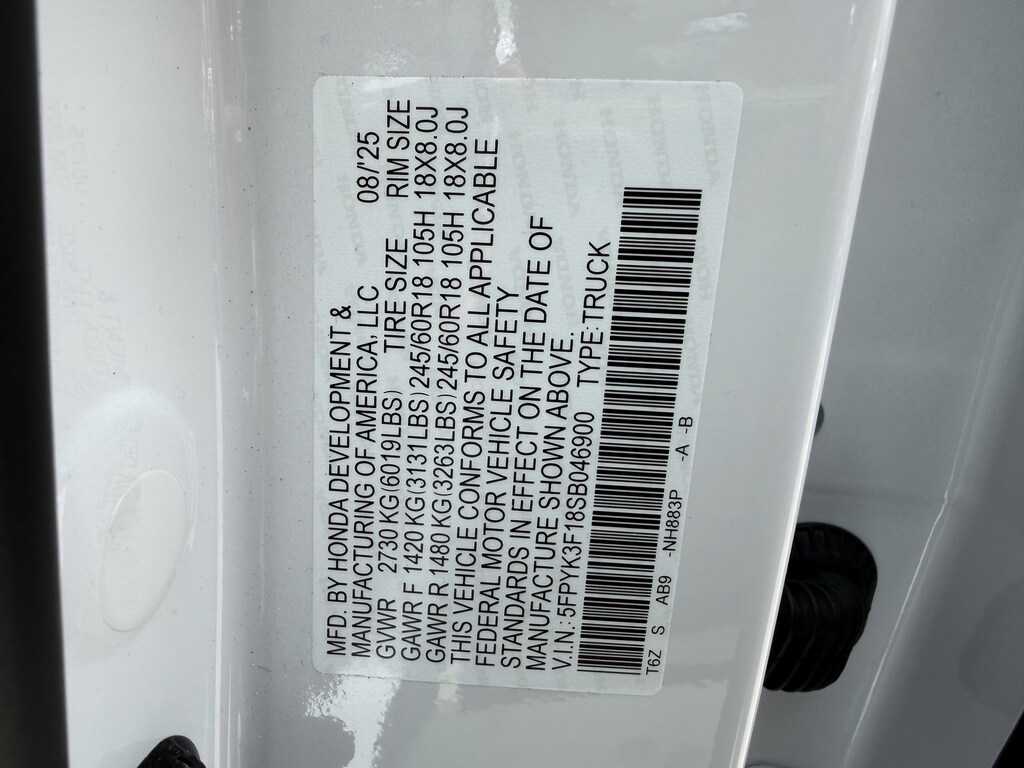 MFD. BY HONDA DEVELOPMENT &
MANUFACTURING OF AMERICA, LLC 08/'25
GVWR 2730 KG(6019LBS) TIRE SIZE RIM SIZE
GAWR F 1420 KG(3131LBS) 245/60R18 105H 18X8.0J
GAWR R 1480 KG(3263LBS) 245/60R18 105H 18X8.0J
THIS VEHICLE CONFORMS TO ALL APPLICABLE
FEDERAL MOTOR VEHICLE SAFETY
STANDARDS IN EFFECT ON THE DATE OF
MANUFACTURE SHOWN ABOVE.
V.I.N.: 5FPYK3F18SB046900 TYPE: TRUCK
T6Z S AB9 -NH883P -A -B